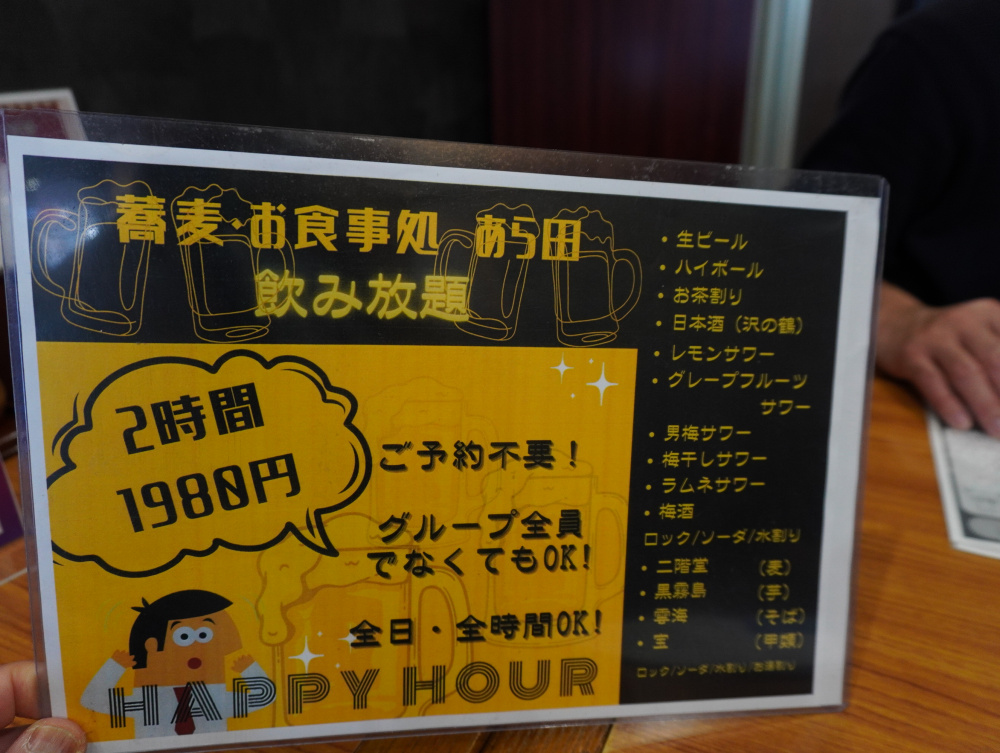 蕎麦・お食事処 あら田
飲み放題
2時間
1980円
ご予約不要！
グループ全員
でなくてもOK!
全日・全時間OK!
HAPPY HOUR
・生ビール
・ハイボール
・お茶割り
・日本酒（沢の鶴）
・レモンサワー
・グレープフルーツ
サワー
・男梅サワー
・梅干しサワー
・ラムネサワー
・梅酒
ロック/ソーダ/水割り
・二階堂 （麦）
・黒霧島 （芋）
・雲海 （そば）
・宝 （甲類）
ロック/ソーダ/水割り/お湯割り